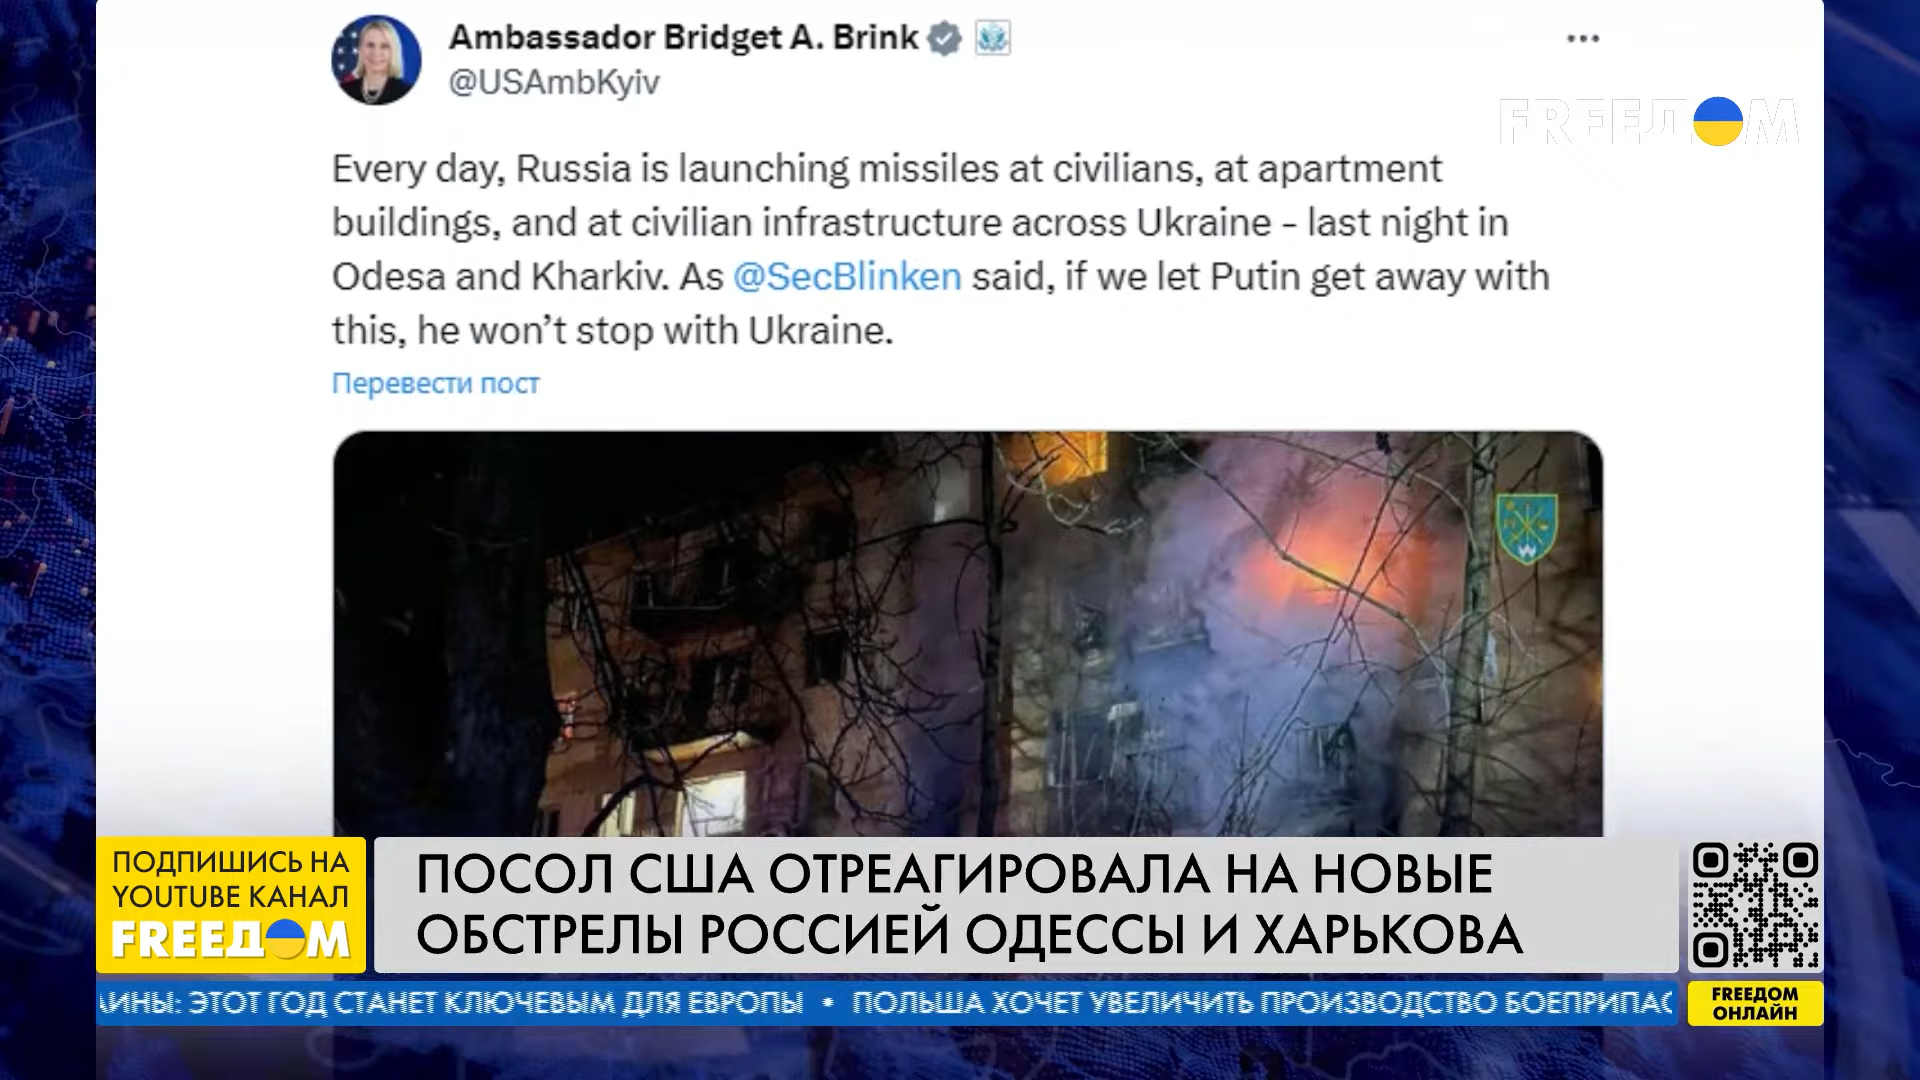 Ambassador Bridget A. Brink
@USAmbKyiv
FREEДОМ
Every day, Russia is launching missiles at civilians, at apartment
buildings, and at civilian infrastructure across Ukraine - last night in
Odesa and Kharkiv. As @SecBlinken said, if we let Putin get away with
this, he won’t stop with Ukraine.
Перевести пост
ПОДПИШИСЬ НА
YOUTUBE КАНАЛ
FREEДОМ
ПОСОЛ США ОТРЕАГИРОВАЛА НА НОВЫЕ
ОБСТРЕЛЫ РОССИЕЙ ОДЕССЫ И ХАРЬКОВА
ЭТОТ ГОД СТАНЕТ КЛЮЧЕВЫМ ДЛЯ ЕВРОПЫ • ПОЛЬША ХОЧЕТ УВЕЛИЧИТЬ ПРОИЗВОДСТВО
FREEДОМ
ОНЛАЙН